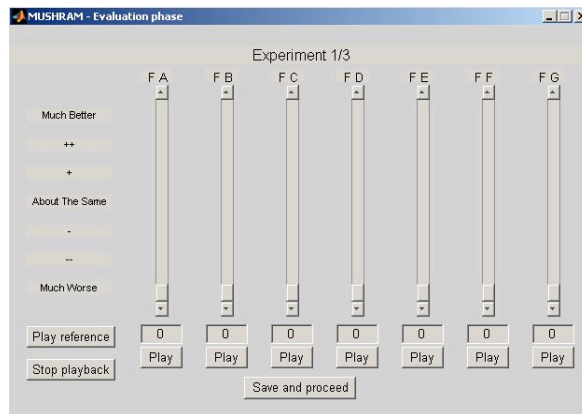 MUSHRAM - Evaluation phase
Experiment 1/3
F A F B F C F D F E F F F G
Much Better
++
+
About The Same
-
--
Much Worse
0 0 0 0 0 0 0
Play reference
Play Play Play Play Play Play Play
Stop playback
Save and proceed